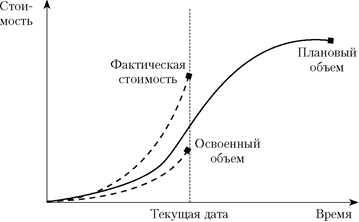 Стои-
мость
Фактическая
стоимость
Плановый
объем
Освоенный
объем
Текущая дата
Время